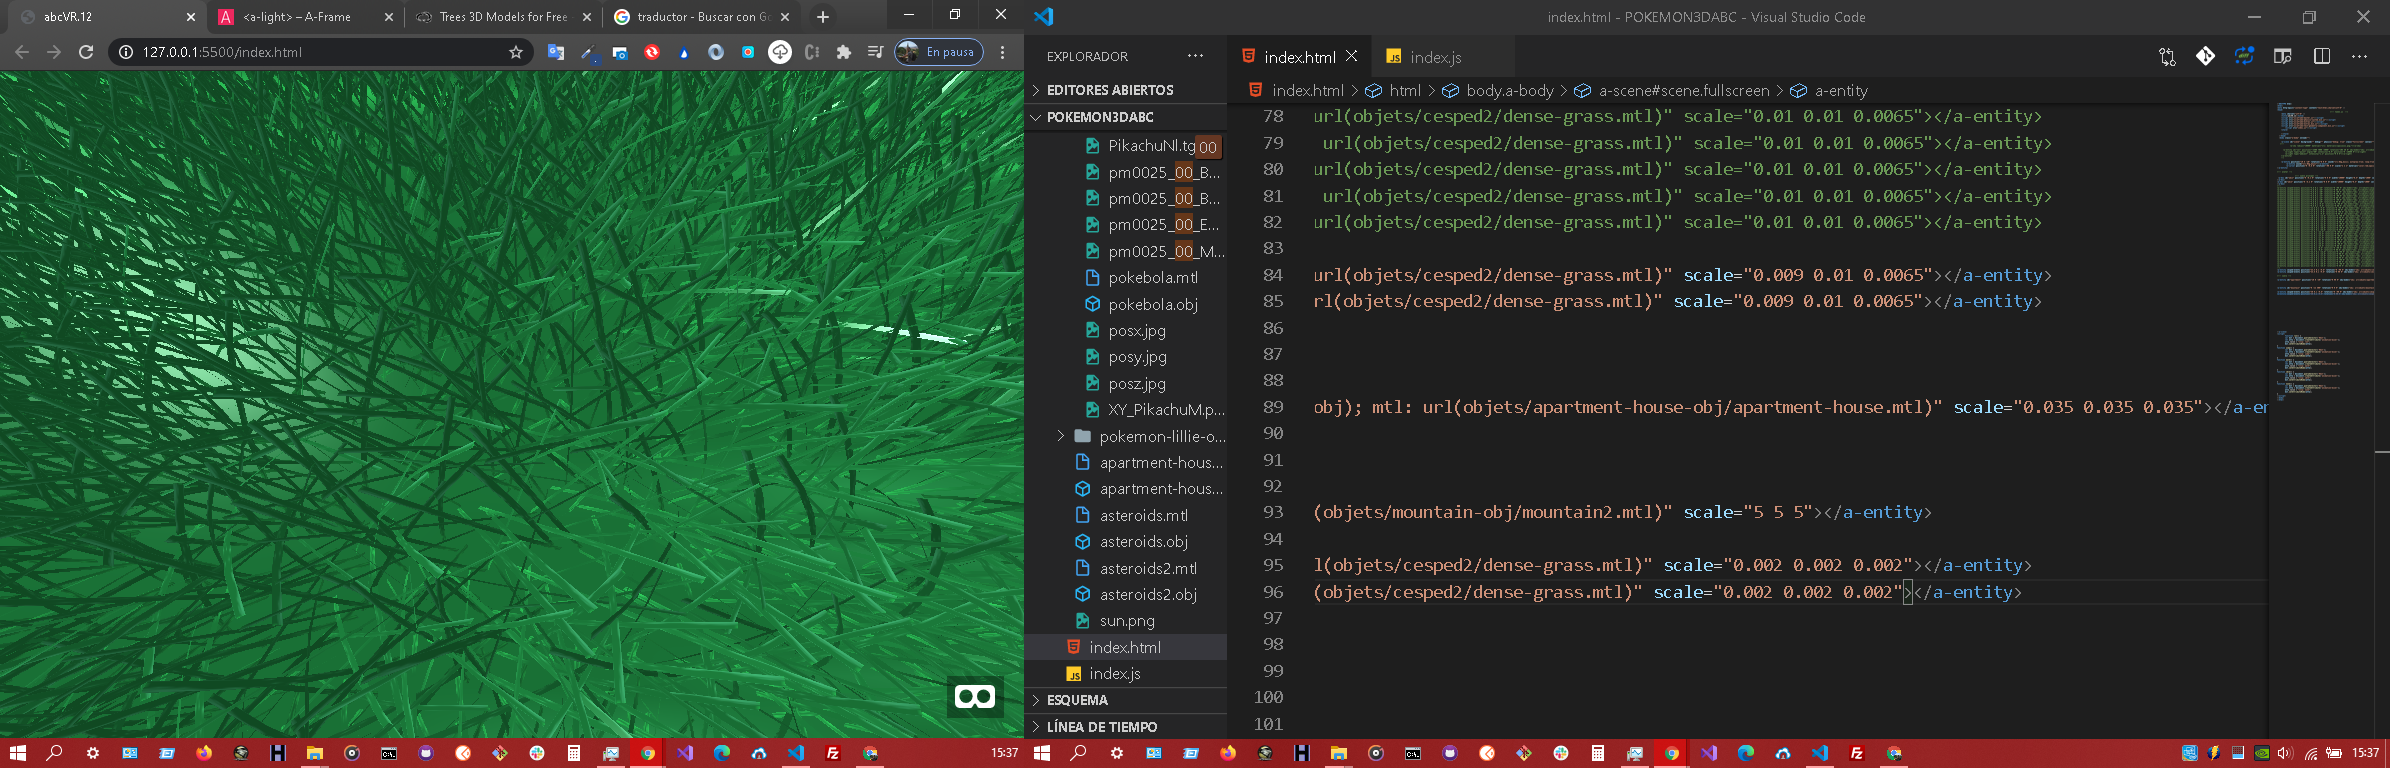 abcVR.12
<a-light> – A-Frame
Trees 3D Models for Free
traductor - Buscar con Go
127.0.0.1:5500/index.html
En pausa
index.html - POKEMON3DABC - Visual Studio Code
EXPLORADOR
EDITORES ABIERTOS
POKEMON3DABC
PikachuNl.tg
00
pm0025_00_B...
pm0025_00_B...
pm0025_00_E...
pm0025_00_M...
pokebola.mtl
pokebola.obj
posx.jpg
posy.jpg
posz.jpg
XY_PikachuM.p...
pokemon-lillie-o...
apartment-hous...
apartment-hous...
asteroids.mtl
asteroids.obj
asteroids2.mtl
asteroids2.obj
sun.png
index.html
index.js
ESQUEMA
LÍNEA DE TIEMPO
index.html
JS index.js
index.html > html > body.a-body > a-scene#scene.fullscreen > a-entity
78 url(objets/cesped2/dense-grass.mtl)" scale="0.01 0.01 0.0065"></a-entity>
79 url(objets/cesped2/dense-grass.mtl)" scale="0.01 0.01 0.0065"></a-entity>
80 url(objets/cesped2/dense-grass.mtl)" scale="0.01 0.01 0.0065"></a-entity>
81 url(objets/cesped2/dense-grass.mtl)" scale="0.01 0.01 0.0065"></a-entity>
82 url(objets/cesped2/dense-grass.mtl)" scale="0.01 0.01 0.0065"></a-entity>
83
84 url(objets/cesped2/dense-grass.mtl)" scale="0.009 0.01 0.0065"></a-entity>
85 rl(objets/cesped2/dense-grass.mtl)" scale="0.009 0.01 0.0065"></a-entity>
86
87
88
89 obj); mtl: url(objets/apartment-house-obj/apartment-house.mtl)" scale="0.035 0.035 0.035"></a-en
90
91
92
93 (objets/mountain-obj/mountain2.mtl)" scale="5 5 5"></a-entity>
94
95 l(objets/cesped2/dense-grass.mtl)" scale="0.002 0.002 0.002"></a-entity>
96 (objets/cesped2/dense-grass.mtl)" scale="0.002 0.002 0.002"></a-entity>
97
98
99
100
101
15:37
15:37